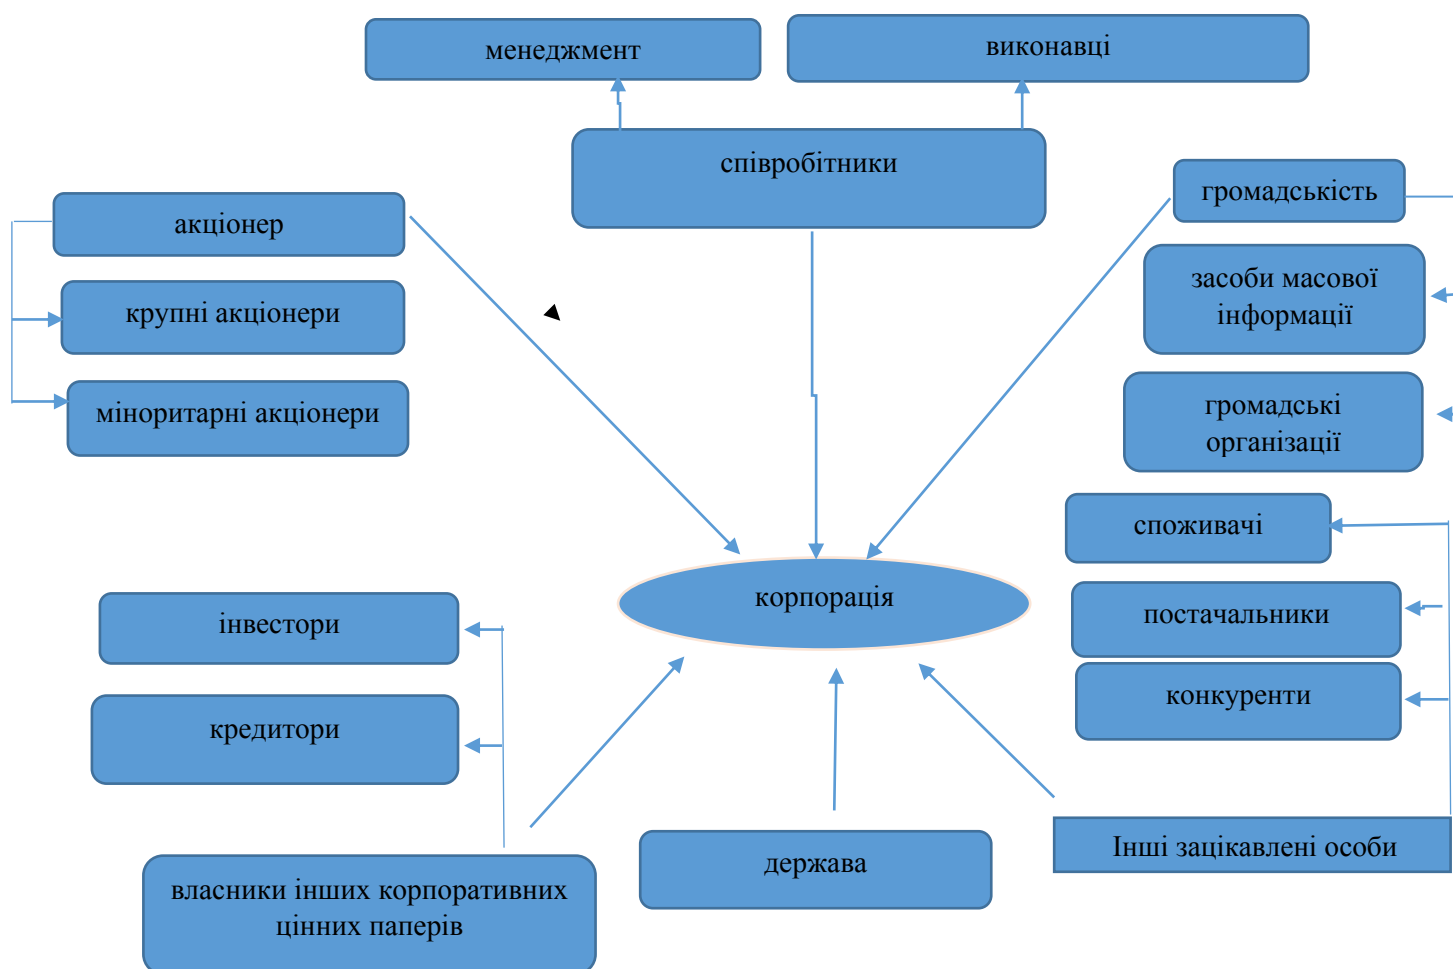 менеджмент
виконавці
співробітники
громадськість
акціонер
засоби масової
інформації
крупні акціонери
міноритарні акціонери
громадські
організації
споживачі
корпорація
постачальники
інвестори
конкуренти
кредитори
Інші зацікавлені особи
держава
власники інших корпоративних
цінних паперів